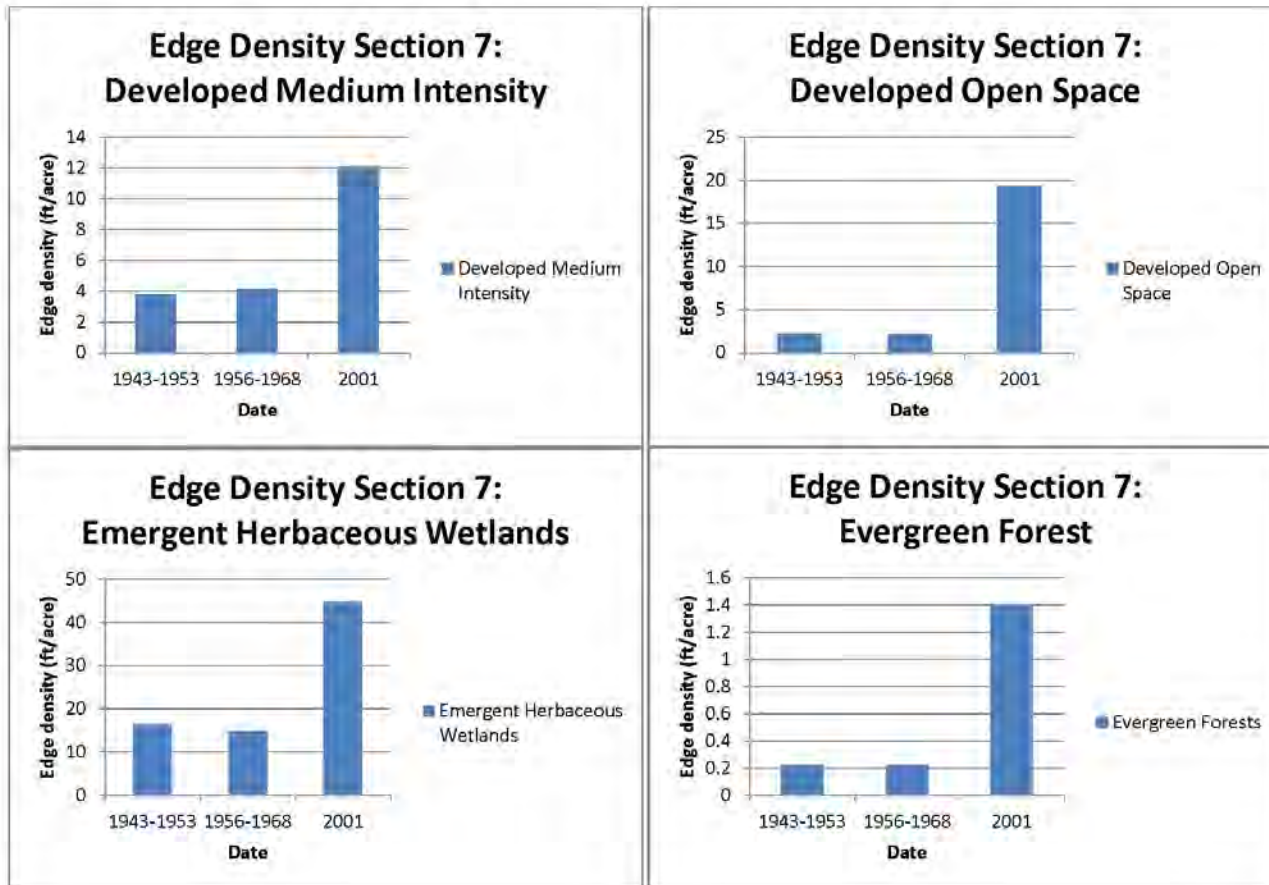 Edge Density Section 7:
Developed Medium Intensity
Edge density (ft/acre)
14
12
10
8
6
4
2
0
1943-1953 1956-1968 2001
Date
Developed Medium
Intensity
Edge Density Section 7:
Developed Open Space
Edge density (ft/acre)
25
20
15
10
5
0
1943-1953 1956-1968 2001
Date
Developed Open
Space
Edge Density Section 7:
Emergent Herbaceous Wetlands
Edge density (ft/acre)
50
40
30
20
10
0
1943-1953 1956-1968 2001
Date
Emergent Herbaceous
Wetlands
Edge Density Section 7:
Evergreen Forest
Edge density (ft/acre)
1.6
1.4
1.2
1
0.8
0.6
0.4
0.2
0
1943-1953 1956-1968 2001
Date
Evergreen Forests